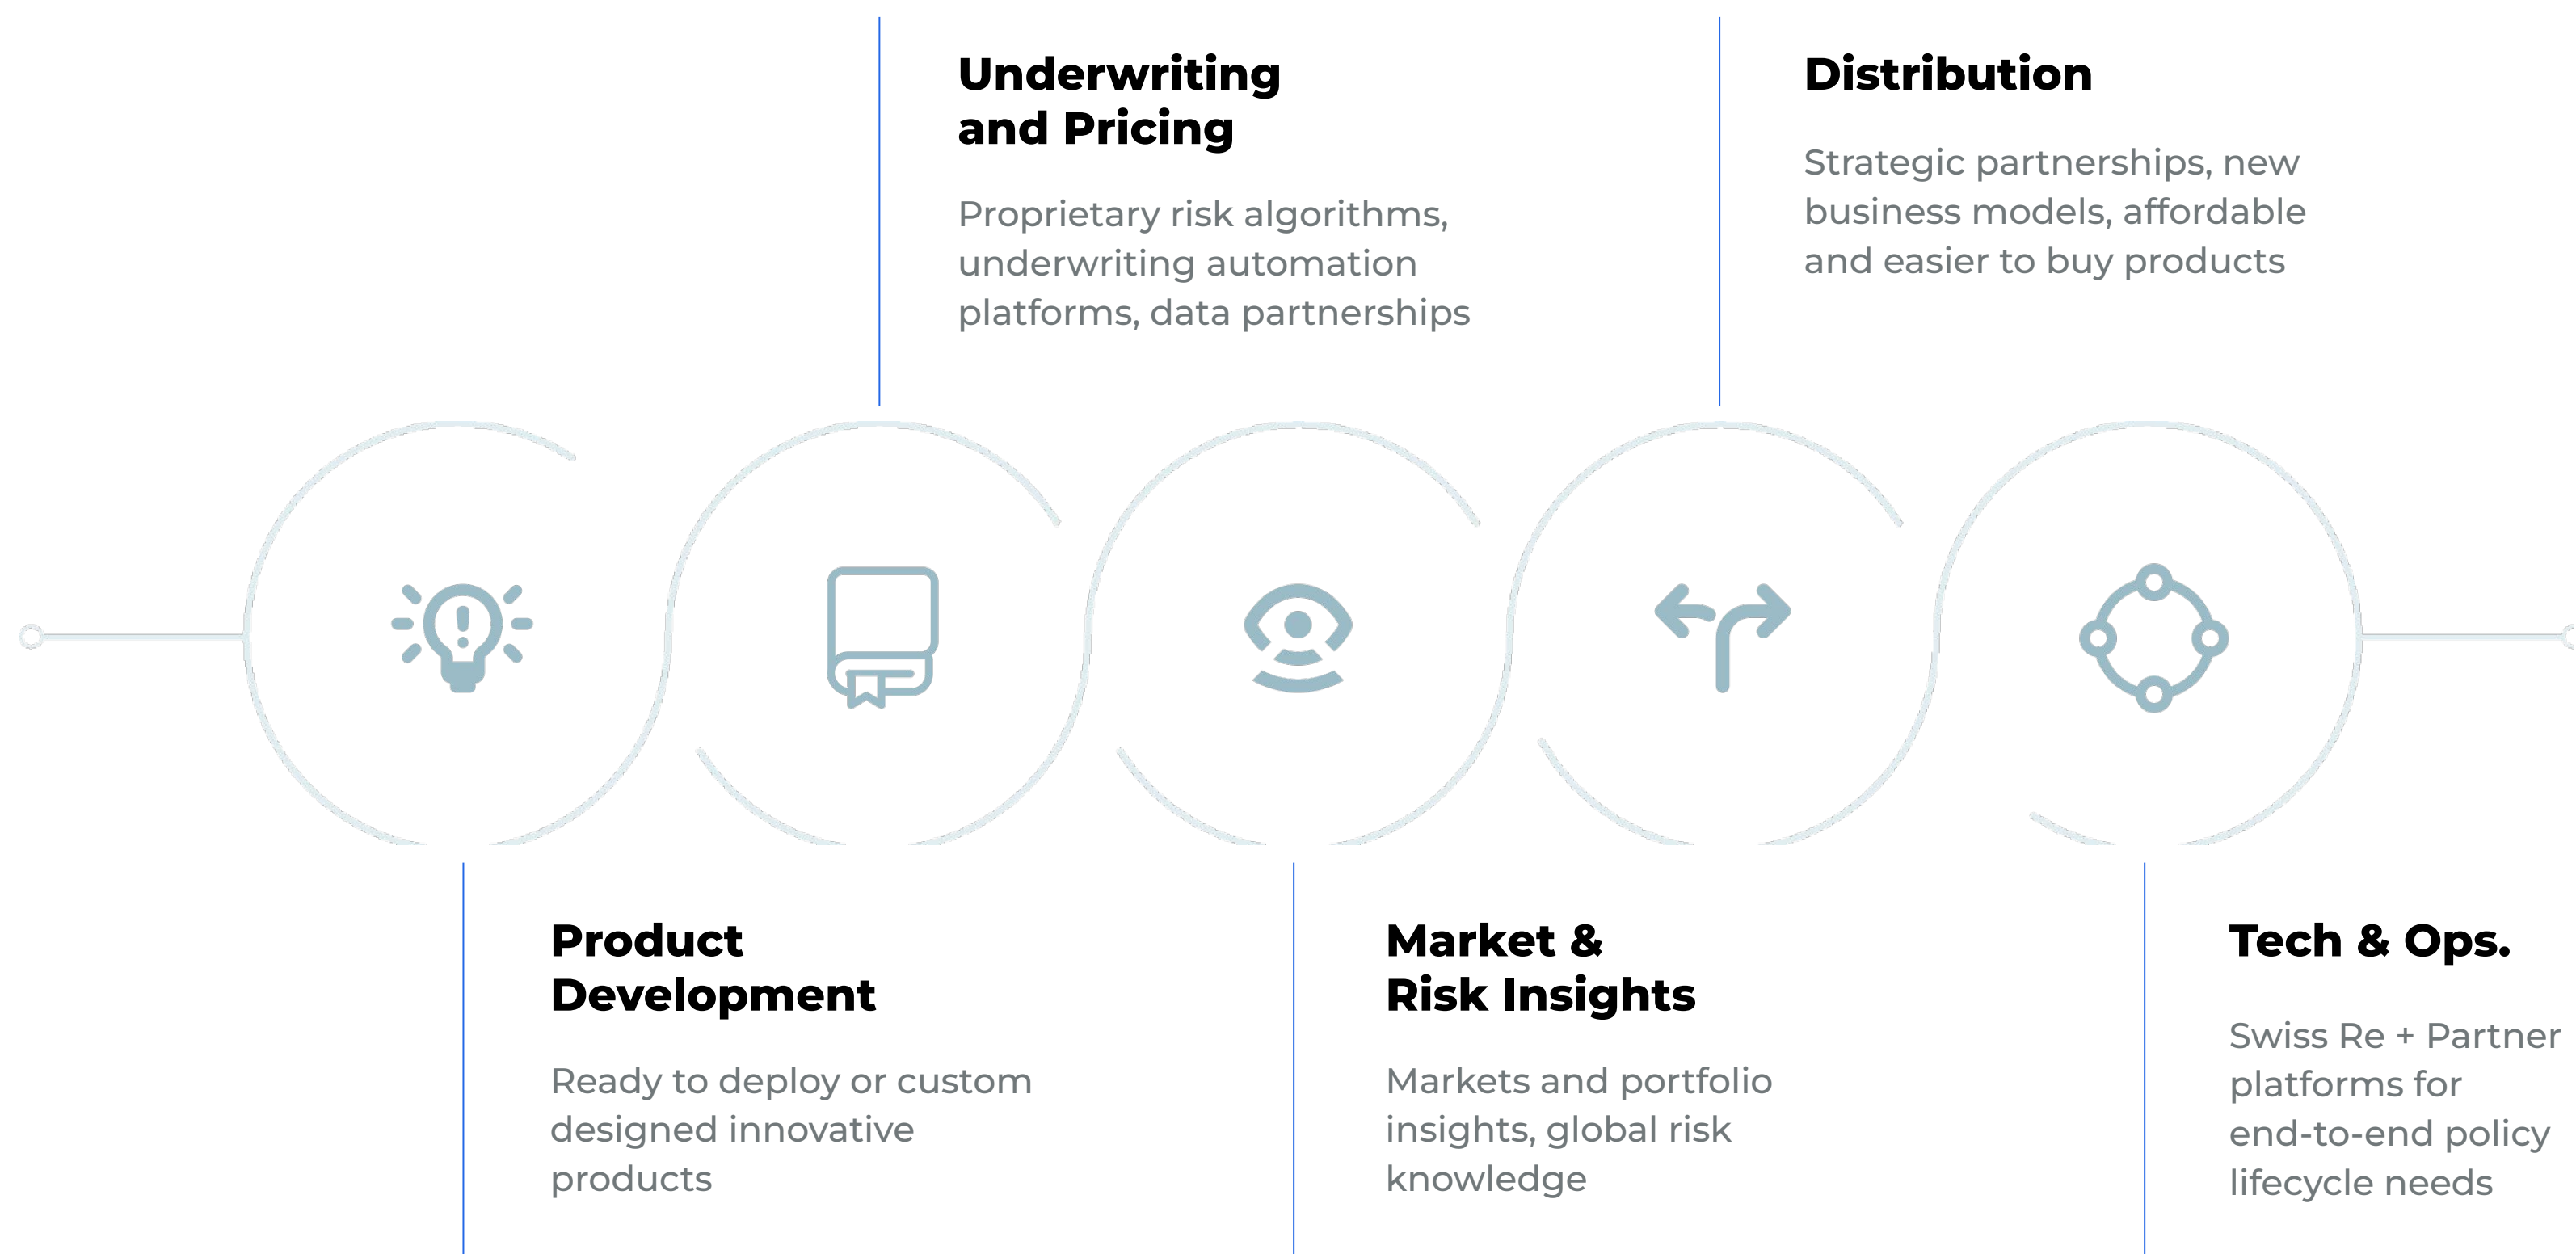 Underwriting
and Pricing
Proprietary risk algorithms,
underwriting automation
platforms, data partnerships
Distribution
Strategic partnerships, new
business models, affordable
and easier to buy products
Product
Development
Ready to deploy or custom
designed innovative
products
Market &
Risk Insights
Markets and portfolio
insights, global risk
knowledge
Tech & Ops.
Swiss Re + Partner
platforms for
end-to-end policy
lifecycle needs